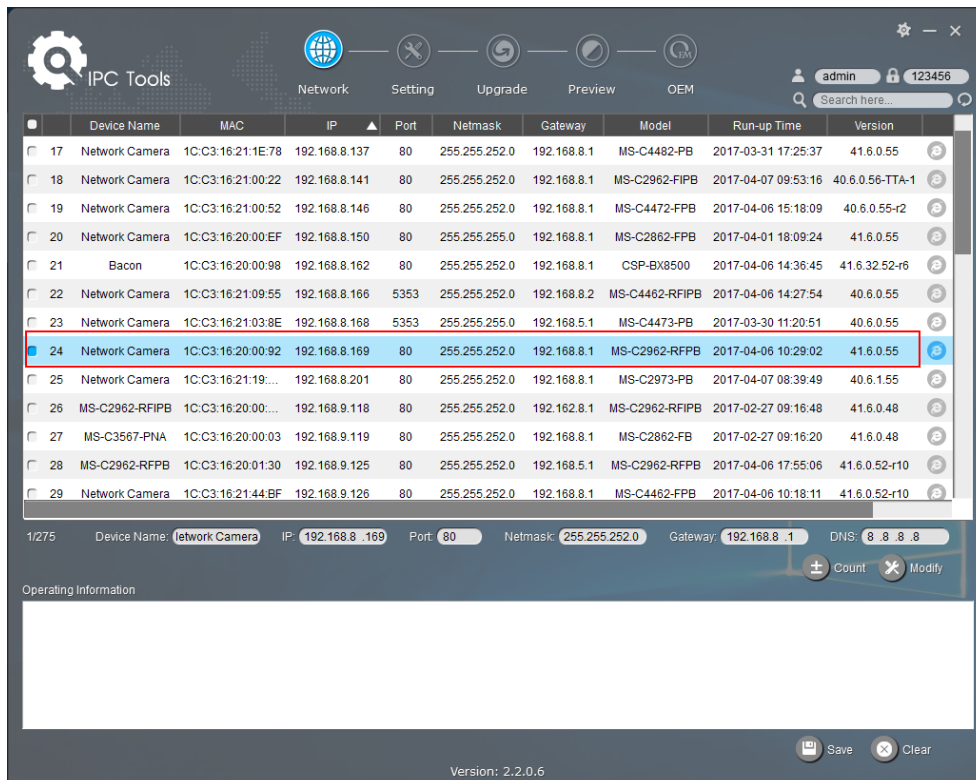 IPC Tools
Network Setting Upgrade Preview OEM
admin 123456
Search here...
Device Name MAC IP Port Netmask Gateway Model Run-up Time Version
17 Network Camera 1C:C3:16:21:1E:78 192.168.8.137 80 255.255.252.0 192.168.8.1 MS-C4482-PB 2017-03-31 17:25:37 41.6.0.55
18 Network Camera 1C:C3:16:21:00:22 192.168.8.141 80 255.255.252.0 192.168.8.1 MS-C2962-FIPB 2017-04-07 09:53:16 40.6.0.56-TTA-1
19 Network Camera 1C:C3:16:21:00:52 192.168.8.146 80 255.255.252.0 192.168.8.1 MS-C4472-FPB 2017-04-06 15:18:09 40.6.0.55-r2
20 Network Camera 1C:C3:16:20:00:EF 192.168.8.150 80 255.255.255.0 192.168.8.1 MS-C2862-FPB 2017-04-01 18:09:24 41.6.0.55
21 Bacon 1C:C3:16:20:00:98 192.168.8.162 80 255.255.252.0 192.168.8.1 CSP-BX8500 2017-04-06 14:36:45 41.6.32.52-r6
22 Network Camera 1C:C3:16:21:09:55 192.168.8.166 5353 255.255.255.0 192.168.8.2 MS-C4462-RFIPB 2017-04-06 14:27:54 40.6.0.55
23 Network Camera 1C:C3:16:21:03:8E 192.168.8.168 5353 255.255.255.0 192.168.5.1 MS-C4473-PB 2017-03-30 11:20:51 40.6.0.55
24 Network Camera 1C:C3:16:20:00:92 192.168.8.169 80 255.255.252.0 192.168.8.1 MS-C2962-RFPB 2017-04-06 10:29:02 41.6.0.55
25 Network Camera 1C:C3:16:21:19:... 192.168.8.201 80 255.255.252.0 192.168.8.1 MS-C2973-PB 2017-04-07 08:39:49 40.6.1.55
26 MS-C2962-RFIPB 1C:C3:16:20:00:... 192.168.9.118 80 255.255.252.0 192.162.8.1 MS-C2962-RFIPB 2017-02-27 09:16:48 41.6.0.48
27 MS-C3567-PNA 1C:C3:16:20:00:03 192.168.9.119 80 255.255.252.0 192.168.8.1 MS-C2862-FB 2017-02-27 09:16:20 41.6.0.48
28 MS-C2962-RFPB 1C:C3:16:20:01:30 192.168.9.125 80 255.255.252.0 192.168.5.1 MS-C2962-RFPB 2017-04-06 17:55:06 41.6.0.52-r10
29 Network Camera 1C:C3:16:21:44:BF 192.168.9.126 80 255.255.252.0 192.168.8.1 MS-C4462-FPB 2017-04-06 10:18:11 41.6.0.52-r10
1/275 Device Name: letwork Camera IP: 192.168.8 .169 Port: 80 Netmask: 255.255.252.0 Gateway: 192.168.8 .1 DNS: 8 .8 .8 .8
Count Modify
Operating Information
Save Clear
Version: 2.2.0.6